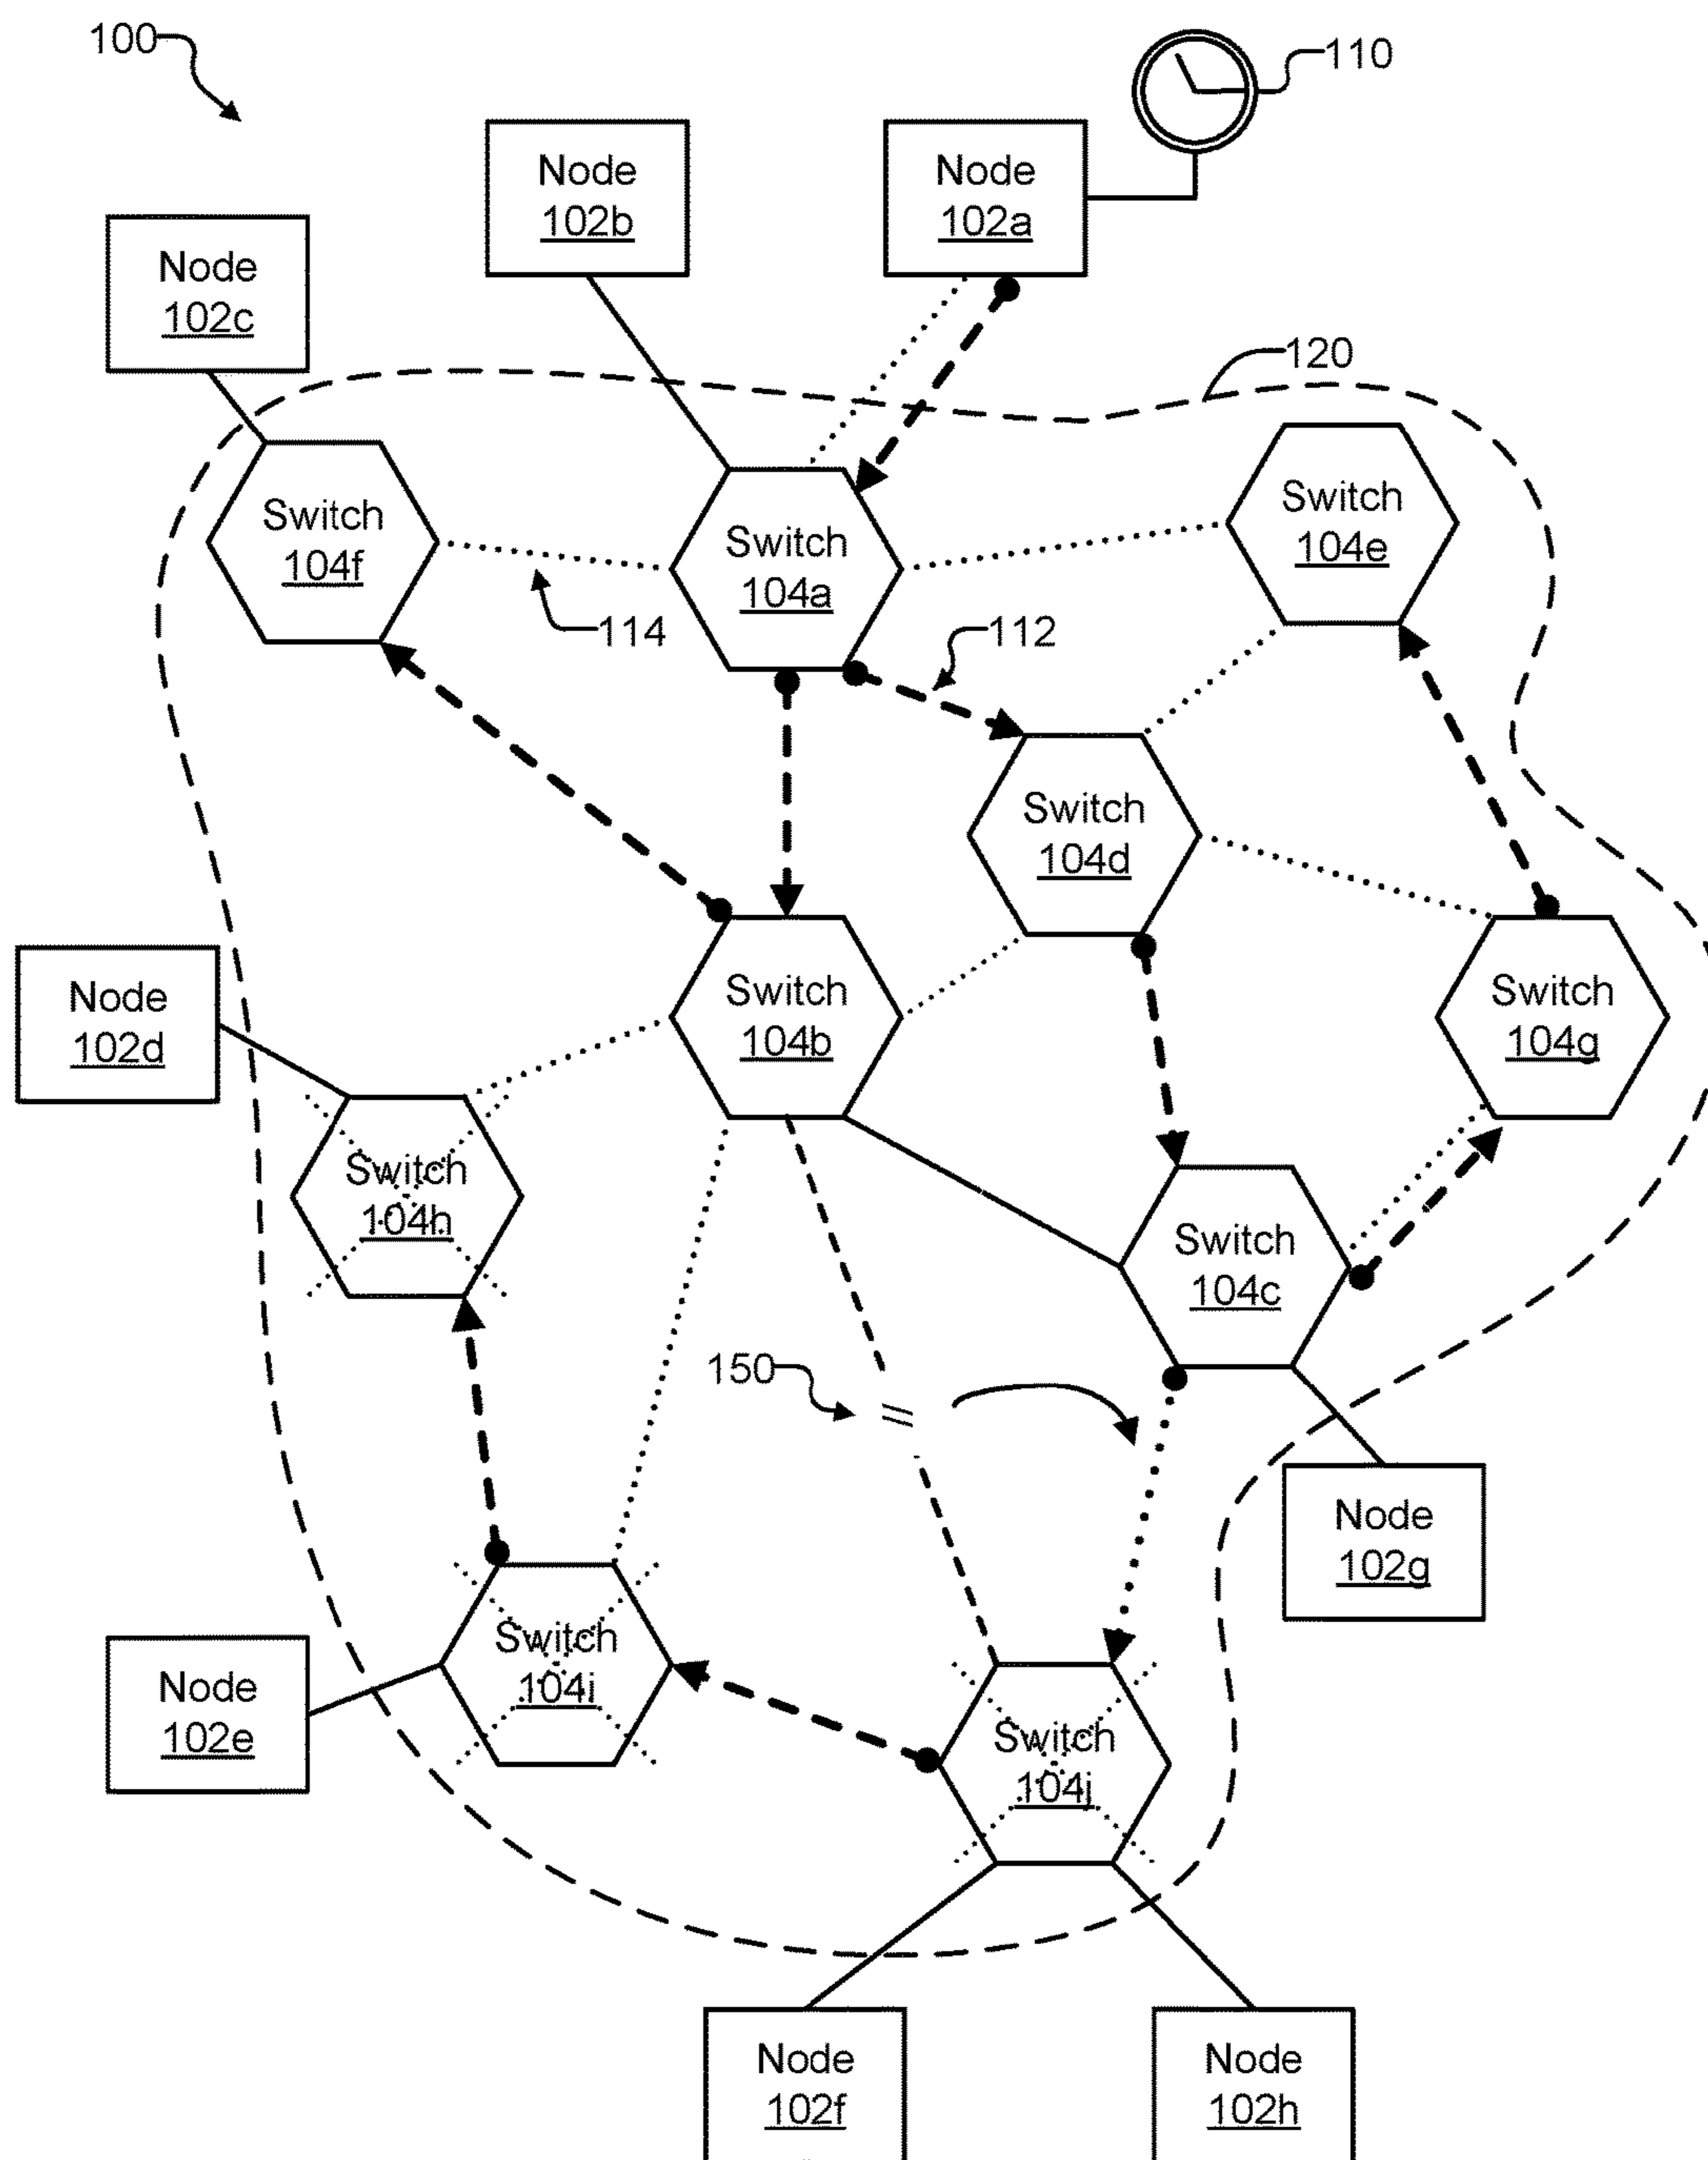 100
110
Node
102b
Node
102a
Node
102c
120
Switch
104f
Switch
104a
Switch
104e
114
112
Switch
104d
Switch
104b
Switch
104g
Node
102d
Switch
104h
Switch
104c
150
Node
102g
Switch
104i
Node
102e
Switch
104j
Node
102f
Node
102h